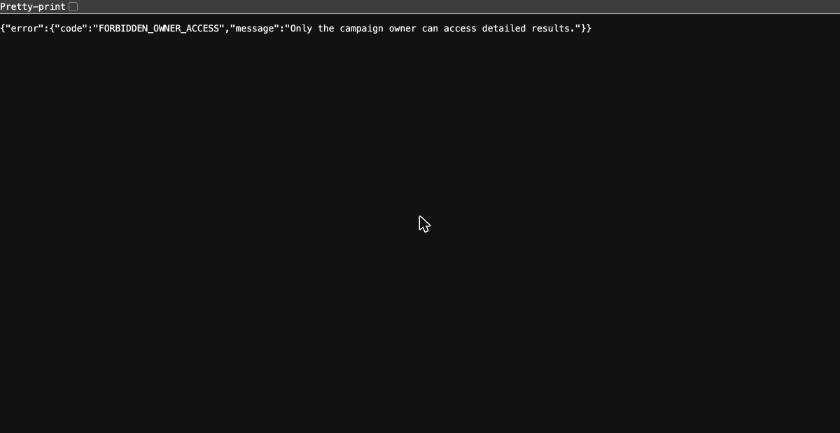 Pretty-print
{"error":{"code":"FORBIDDEN_OWNER_ACCESS","message":"Only the campaign owner can access detailed results."}}